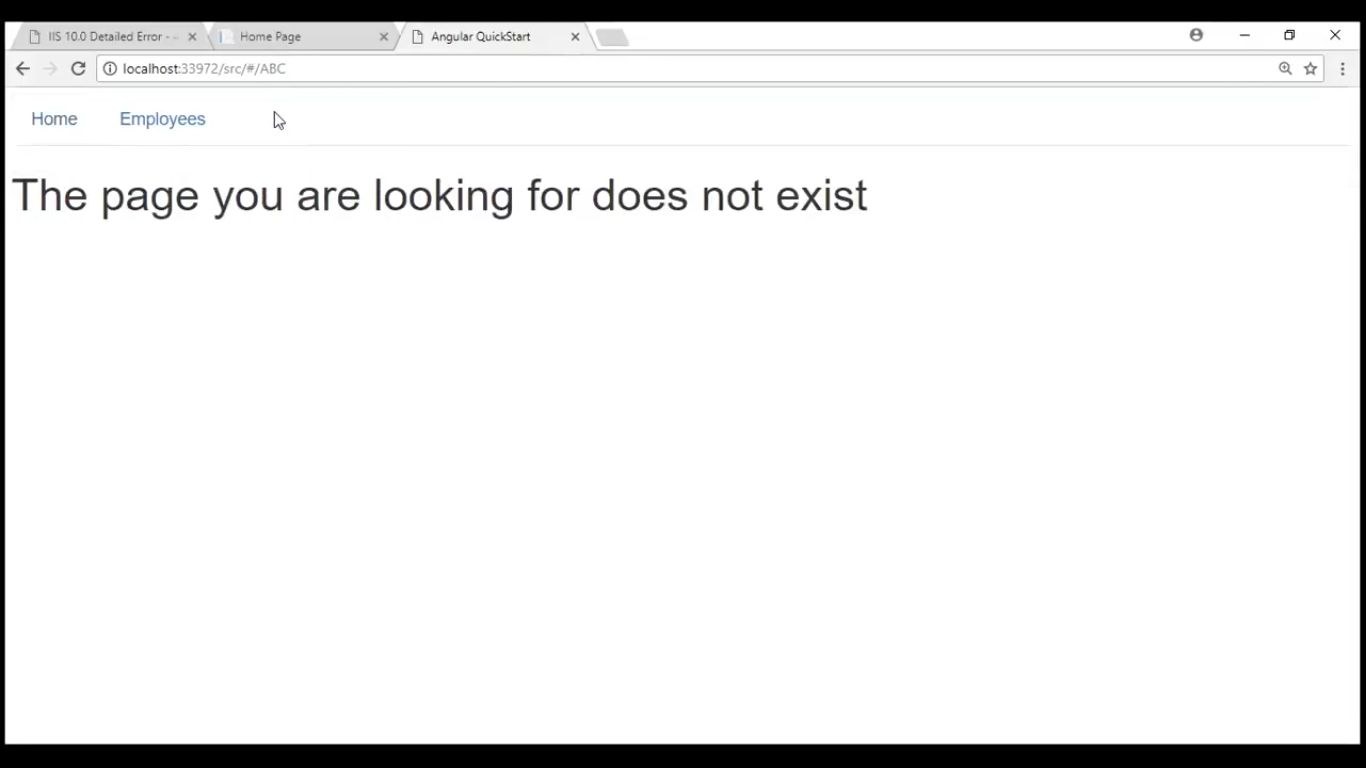 IIS 10.0 Detailed Error - Home Page Angular QuickStart
localhost:33972/src/#/ABC
Home Employees
The page you are looking for does not exist